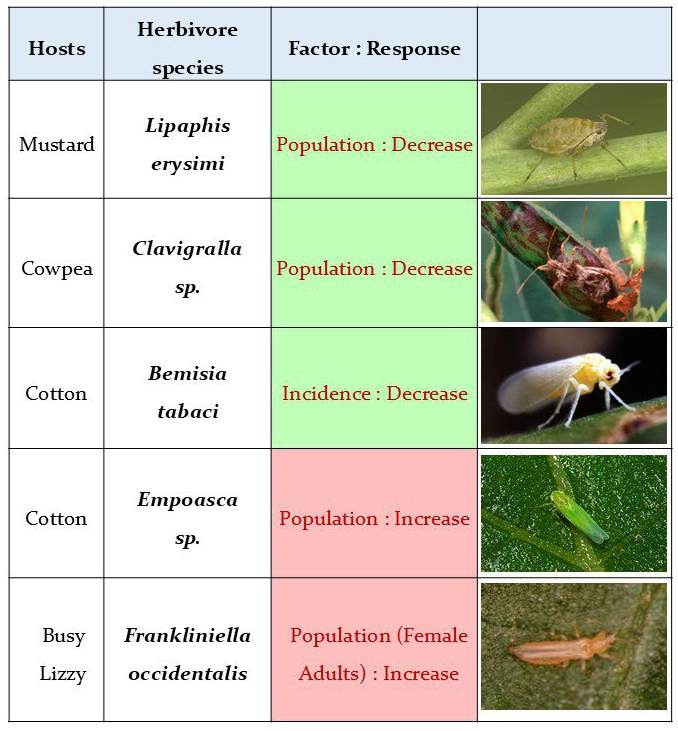 Hosts
Herbivore
species
Factor : Response
Mustard
Lipaphis
erysimi
Population : Decrease
Cowpea
Clavigralla
sp.
Population : Decrease
Cotton
Bemisia
tabaci
Incidence : Decrease
Cotton
Empoasca
sp.
Population : Increase
Busy
Lizzy
Frankliniella
occidentalis
Population (Female
Adults) : Increase